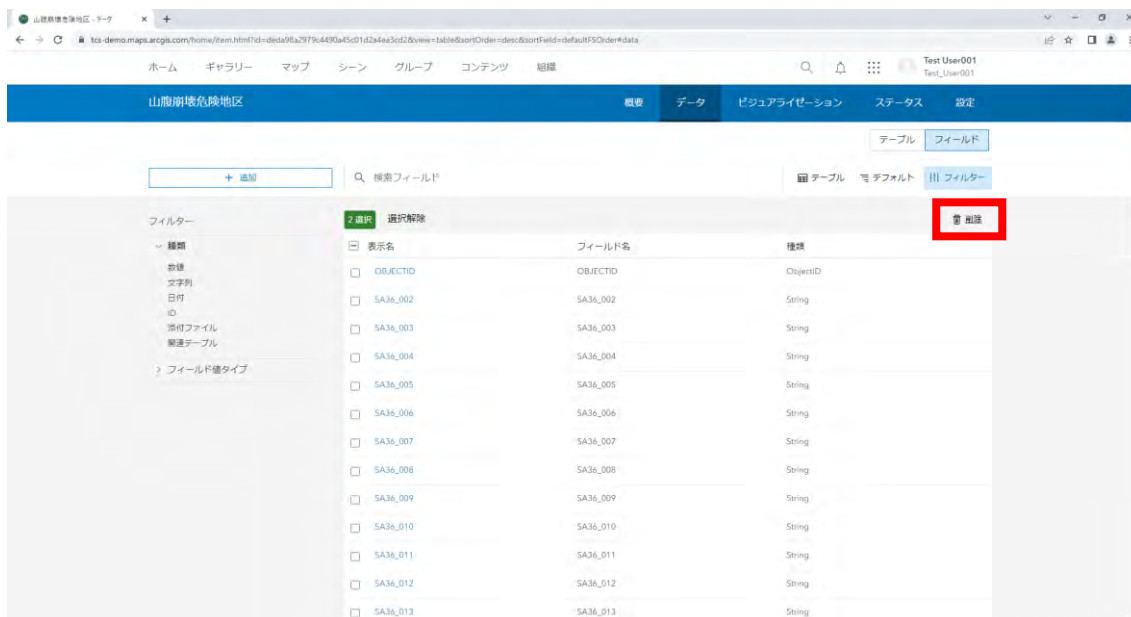 山腹崩壊危険地区 - データ
tcs-demo.maps.arcgis.com/home/item.html?id=deda98a2979c4490a45c01d2a4ea3cd2&view=table&sortOrder=desc&sortField=defaultFSOrder#data
ホーム ギャラリー マップ シーン グループ コンテンツ 組織
Test User001
Test_User001
山腹崩壊危険地区 概要 データ ビジュアライゼーション ステータス 設定
テーブル フィールド
+ 追加 検索フィールド テーブル デフォルト フィルター
フィルター
種類
数値
文字列
日付
ID
添付ファイル
関連テーブル
フィールド値タイプ
2 選択 選択解除 削除
表示名 フィールド名 種類
OBJECTID OBJECTID ObjectID
SA36_002 SA36_002 String
SA36_003 SA36_003 String
SA36_004 SA36_004 String
SA36_005 SA36_005 String
SA36_006 SA36_006 String
SA36_007 SA36_007 String
SA36_008 SA36_008 String
SA36_009 SA36_009 String
SA36_010 SA36_010 String
SA36_011 SA36_011 String
SA36_012 SA36_012 String
SA36_013 SA36_013 String